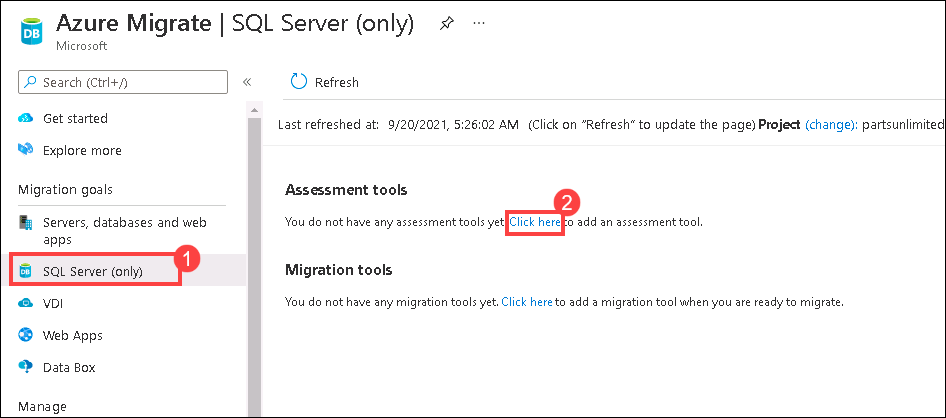 Azure Migrate | SQL Server (only)
...
Microsoft
Search (Ctrl+/)
«
Refresh
Get started
Explore more
Last refreshed at: 9/20/2021, 5:26:02 AM (Click on "Refresh" to update the page) Project (change): partsunlimited
Migration goals
Servers, databases and web
apps
1
SQL Server (only)
VDI
Web Apps
Data Box
Manage
Assessment tools
2
You do not have any assessment tools yet. Click here to add an assessment tool.
Migration tools
You do not have any migration tools yet. Click here to add a migration tool when you are ready to migrate.
DB